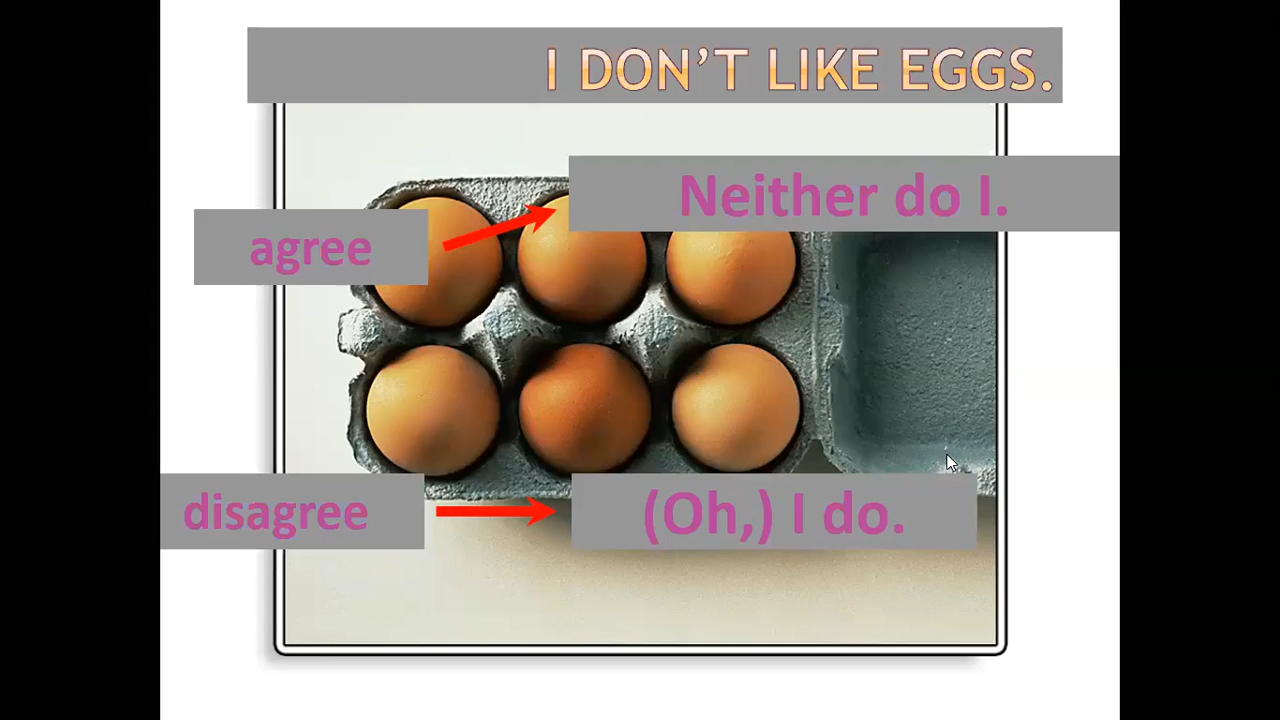 I DON'T LIKE EGGS.
Neither do I.
agree
disagree
(Oh,) I do.